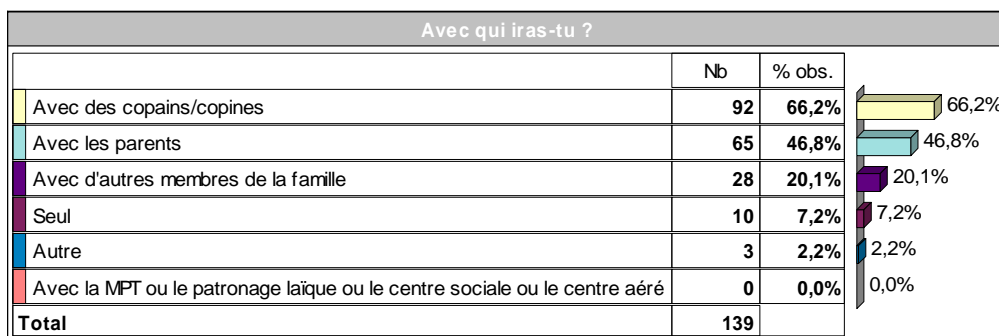 Avec qui iras-tu ?
Nb % obs.
Avec des copains/copines 92 66,2% 66,2%
Avec les parents 65 46,8% 46,8%
Avec d'autres membres de la famille 28 20,1% 20,1%
Seul 10 7,2% 7,2%
Autre 3 2,2% 2,2%
Avec la MPT ou le patronage laïque ou le centre sociale ou le centre aéré 0 0,0% 0,0%
Total 139